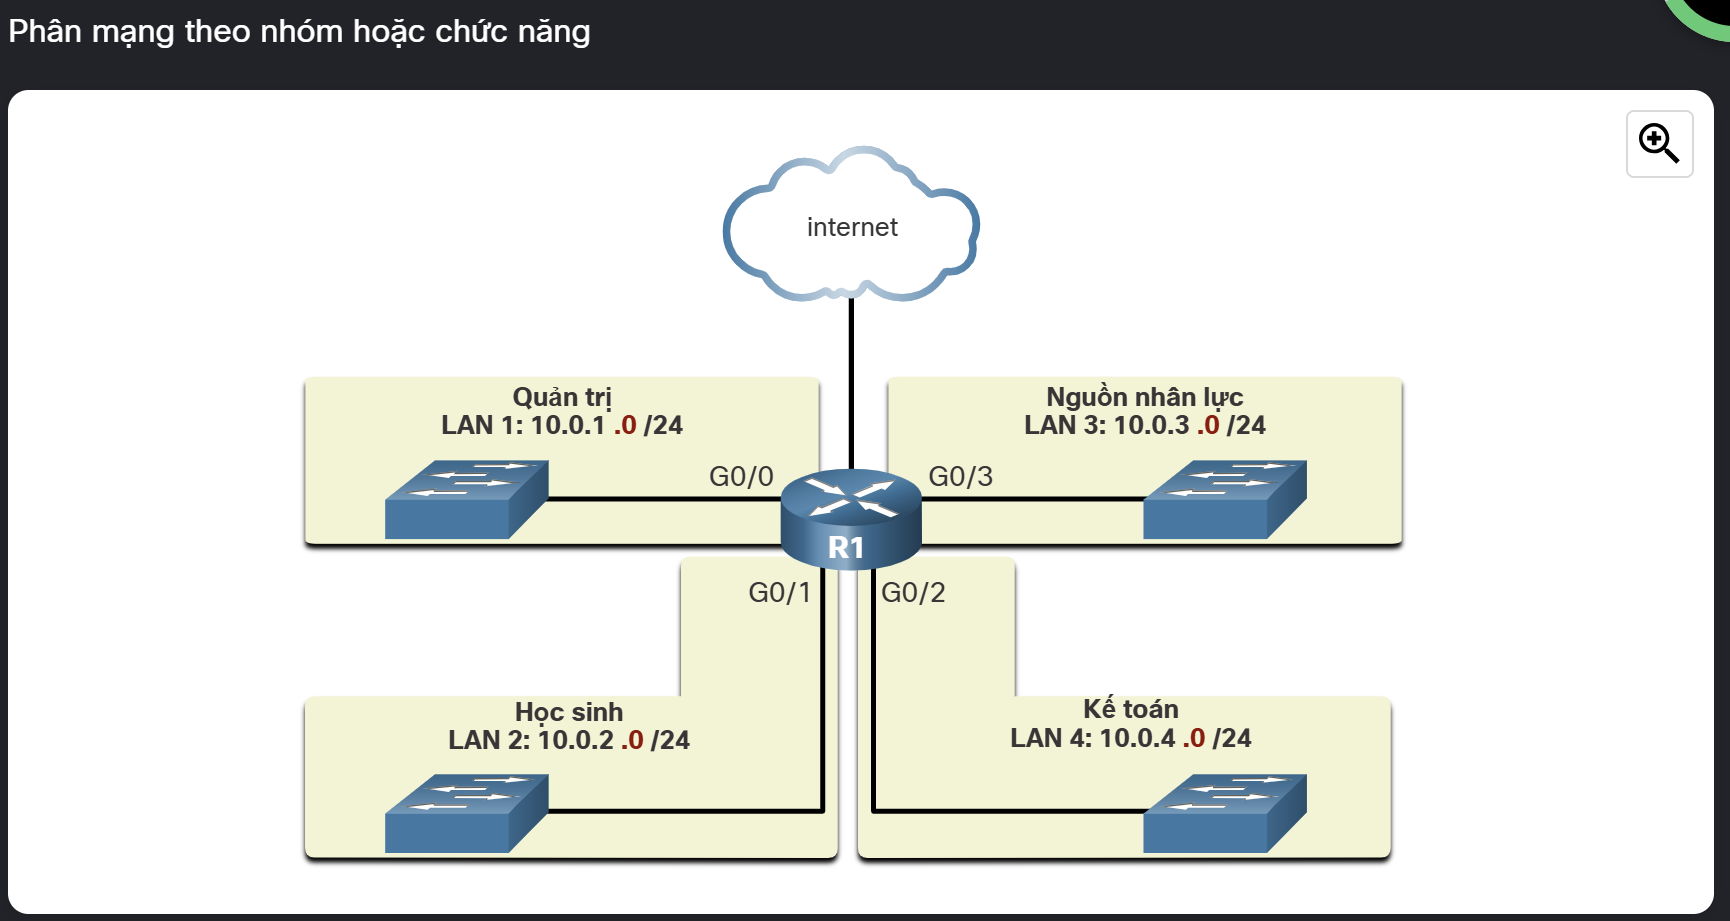 Phân mạng theo nhóm hoặc chức năng
internet
Quản trị
LAN 1: 10.0.1 .0 /24
Nguồn nhân lực
LAN 3: 10.0.3 .0 /24
G0/0
G0/3
R1
G0/1
G0/2
Học sinh
LAN 2: 10.0.2 .0 /24
Kế toán
LAN 4: 10.0.4 .0 /24